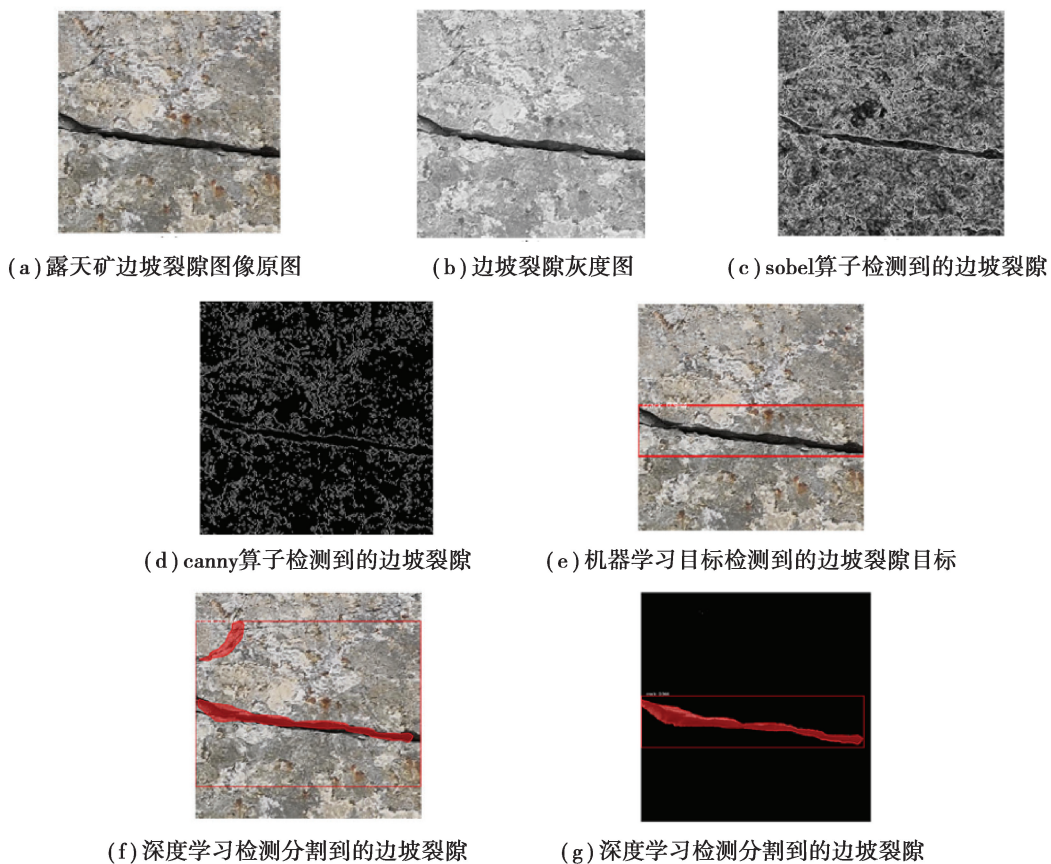 (a)露天矿边坡裂隙图像原图
(b)边坡裂隙灰度图
(c)sobel算子检测到的边坡裂隙
(d)canny算子检测到的边坡裂隙
(e)机器学习目标检测到的边坡裂隙目标
(f)深度学习检测分割到的边坡裂隙
(g)深度学习检测分割到的边坡裂隙